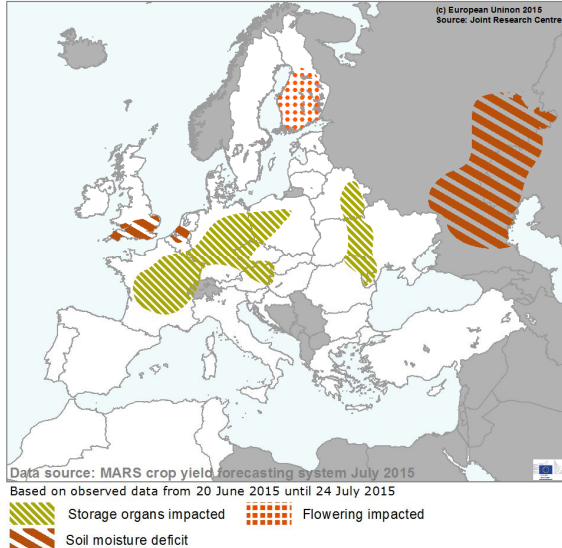 (c) European Uninon 2015
Source: Joint Research Centre
Data source: MARS crop yield forecasting system July 2015
Based on observed data from 20 June 2015 until 24 July 2015
Storage organs impacted
Flowering impacted
Soil moisture deficit